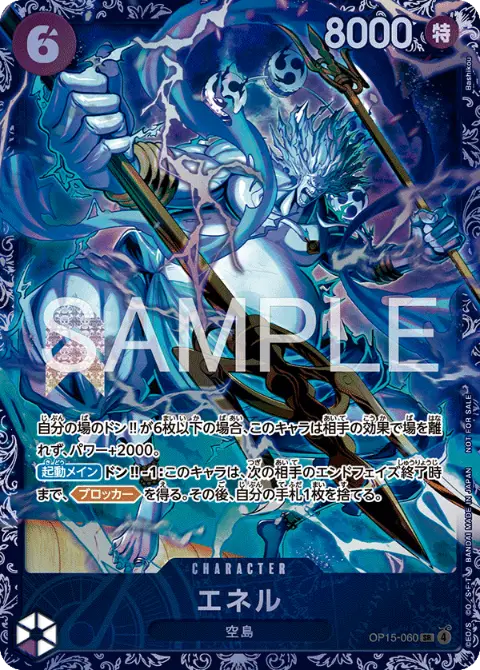 6
8000
特
Bashikou
SAMPLE
自分の場のドン!!が6枚以下の場合、このキャラは相手の効果で場を離
れず、パワー+2000。
起動メイン ドン!!-1:このキャラは、次の相手のエンドフェイズ終了時
まで、ブロッカー を得る。その後、自分の手札1枚を捨てる。
CHARACTER
エネル
空島
OP15-060 SR 4
NOT FOR SALE
BANDAI MADE IN JAPAN